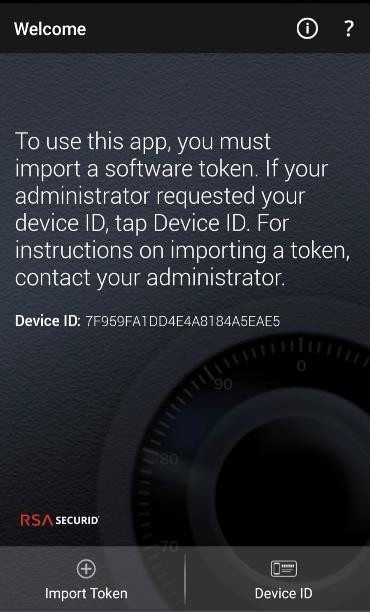 Welcome
?
To use this app, you must
import a software token. If your
administrator requested your
device ID, tap Device ID. For
instructions on importing a token,
contact your administrator.
Device ID: 7F959FA1DD4E4A8184A5EAE5
0
90
80
70
RSA SECURID
Import Token
Device ID